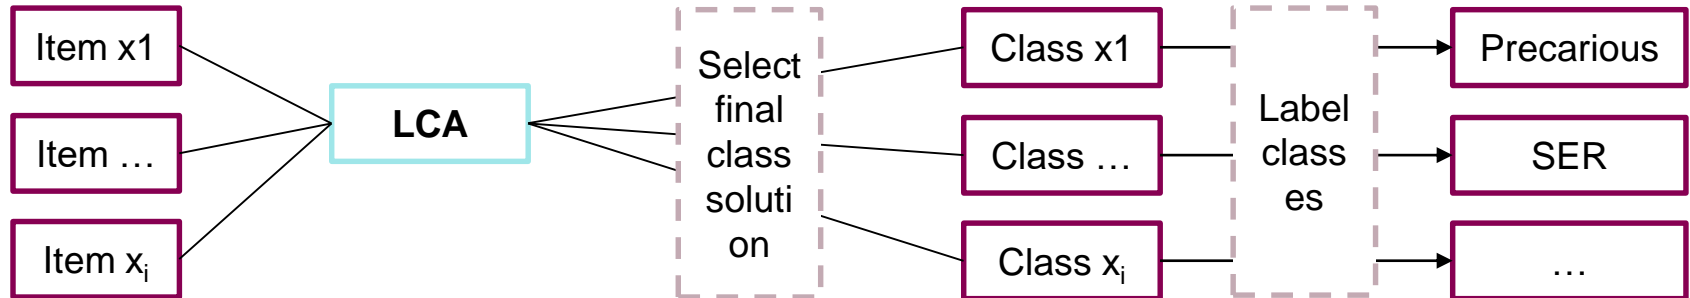 Item x1
Item …
Item xi
LCA
Select
final
class
soluti
on
Class x1
Class …
Class xi
Label
class
es
Precarious
SER
…